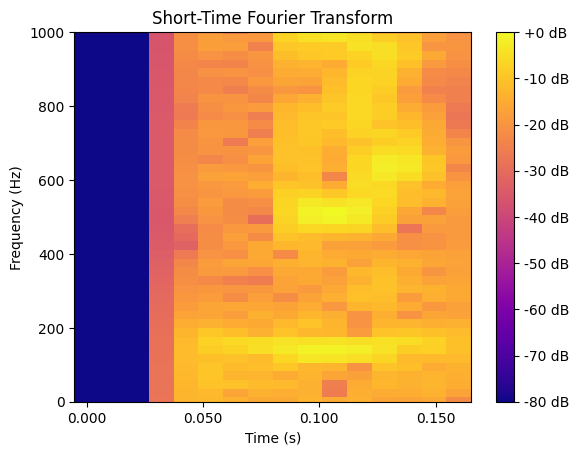 Short-Time Fourier Transform
Frequency (Hz)
1000
800
600
400
200
0
0.000
0.050
0.100
0.150
Time (s)
+0 dB
-10 dB
-20 dB
-30 dB
-40 dB
-50 dB
-60 dB
-70 dB
-80 dB